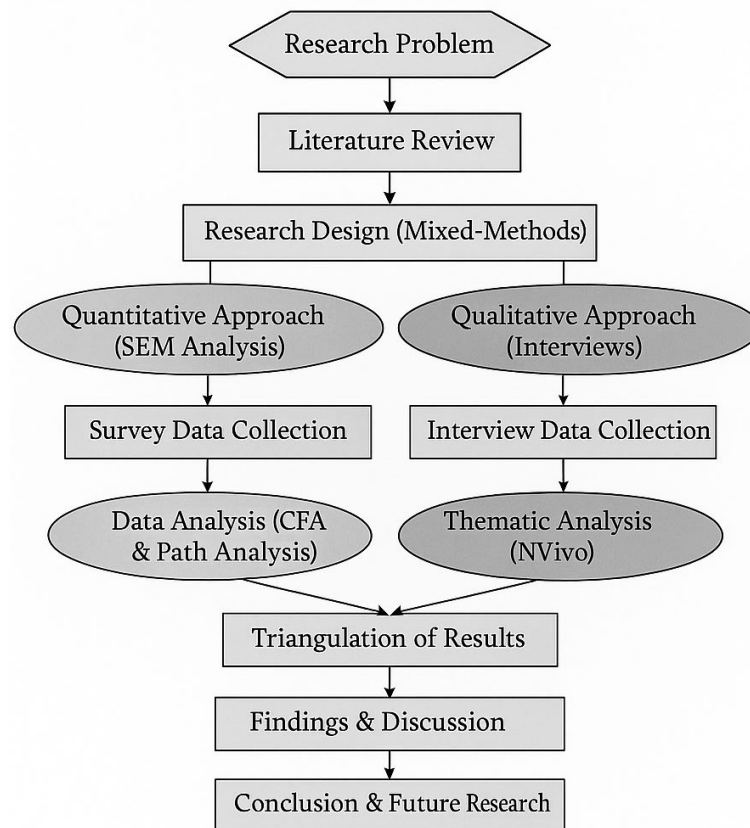 Research Problem
Literature Review
Research Design (Mixed-Methods)
Quantitative Approach
(SEM Analysis)
Qualitative Approach
(Interviews)
Survey Data Collection
Interview Data Collection
Data Analysis (CFA
& Path Analysis)
Thematic Analysis
(NVivo)
Triangulation of Results
Findings & Discussion
Conclusion & Future Research